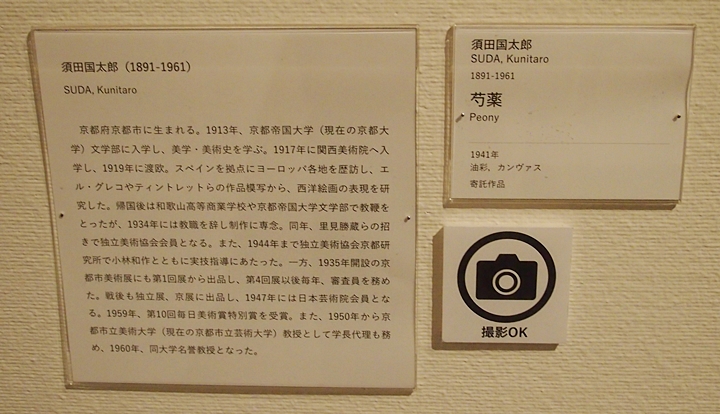 須田国太郎（1891-1961）
SUDA, Kunitaro
京都府京都市に生まれる。1913年、京都帝国大学（現在の京都大
学）文学部に入学し、美学・美術史を学ぶ。1917年に関西美術院へ入
学し、1919年に渡欧。スペインを拠点にヨーロッパ各地を歴訪し、エ
ル・グレコやティントレットらの作品模写から、西洋絵画の表現を研
究した。帰国後は和歌山高等商業学校や京都帝国大学文学部で教鞭を
とったが、1934年には教職を辞し制作に専念。同年、里見勝蔵らの招
きで独立美術協会会員となる。また、1944年まで独立美術協会京都研
究所で小林和作とともに実技指導にあたった。一方、1935年開設の京
都市美術展にも第1回展から出品し、第4回展以後毎年、審査員を務め
た。戦後も独立展、京展に出品し、1947年には日本芸術院会員とな
る。1959年、第10回毎日美術賞特別賞を受賞。また、1950年から京
都市立美術大学（現在の京都市立芸術大学）教授として学長代理も務
め、1960年、同大学名誉教授となった。
須田国太郎
SUDA, Kunitaro
1891-1961
芍薬
Peony
1941年
油彩、カンヴァス
寄託作品
撮影OK